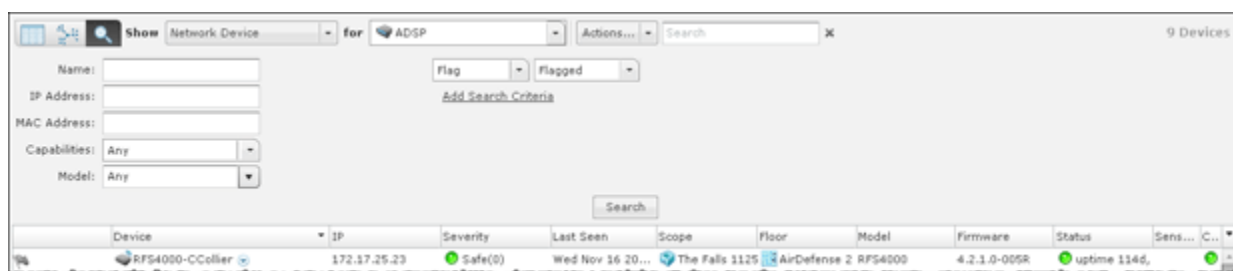 Show Network Device for ADSP Actions... Search × 9 Devices
Name: Flag Flagged
IP Address: Add Search Criteria
MAC Address:
Capabilities: Any
Model: Any
Search
Device IP Severity Last Seen Scope Floor Model Firmware Status Sens... C..
RFS4000-CCollier 172.17.25.23 Safe(0) Wed Nov 16 20... The Falls 1125 AirDefense 2 RFS4000 4.2.1.0-005R uptime 114d,